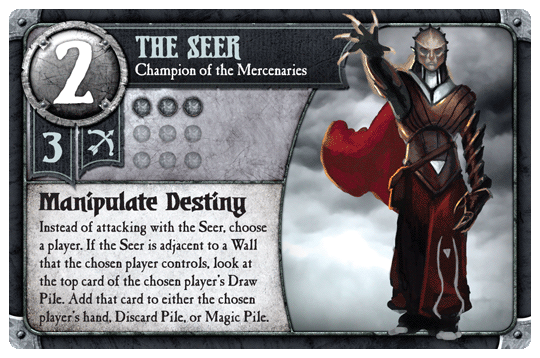 2
THE SEER
Champion of the Mercenaries
3
Manipulate Destiny
Instead of attacking with the Seer, choose
a player. If the Seer is adjacent to a Wall
that the chosen player controls, look at
the top card of the chosen player's Draw
Pile. Add that card to either the chosen
player's hand, Discard Pile, or Magic Pile.